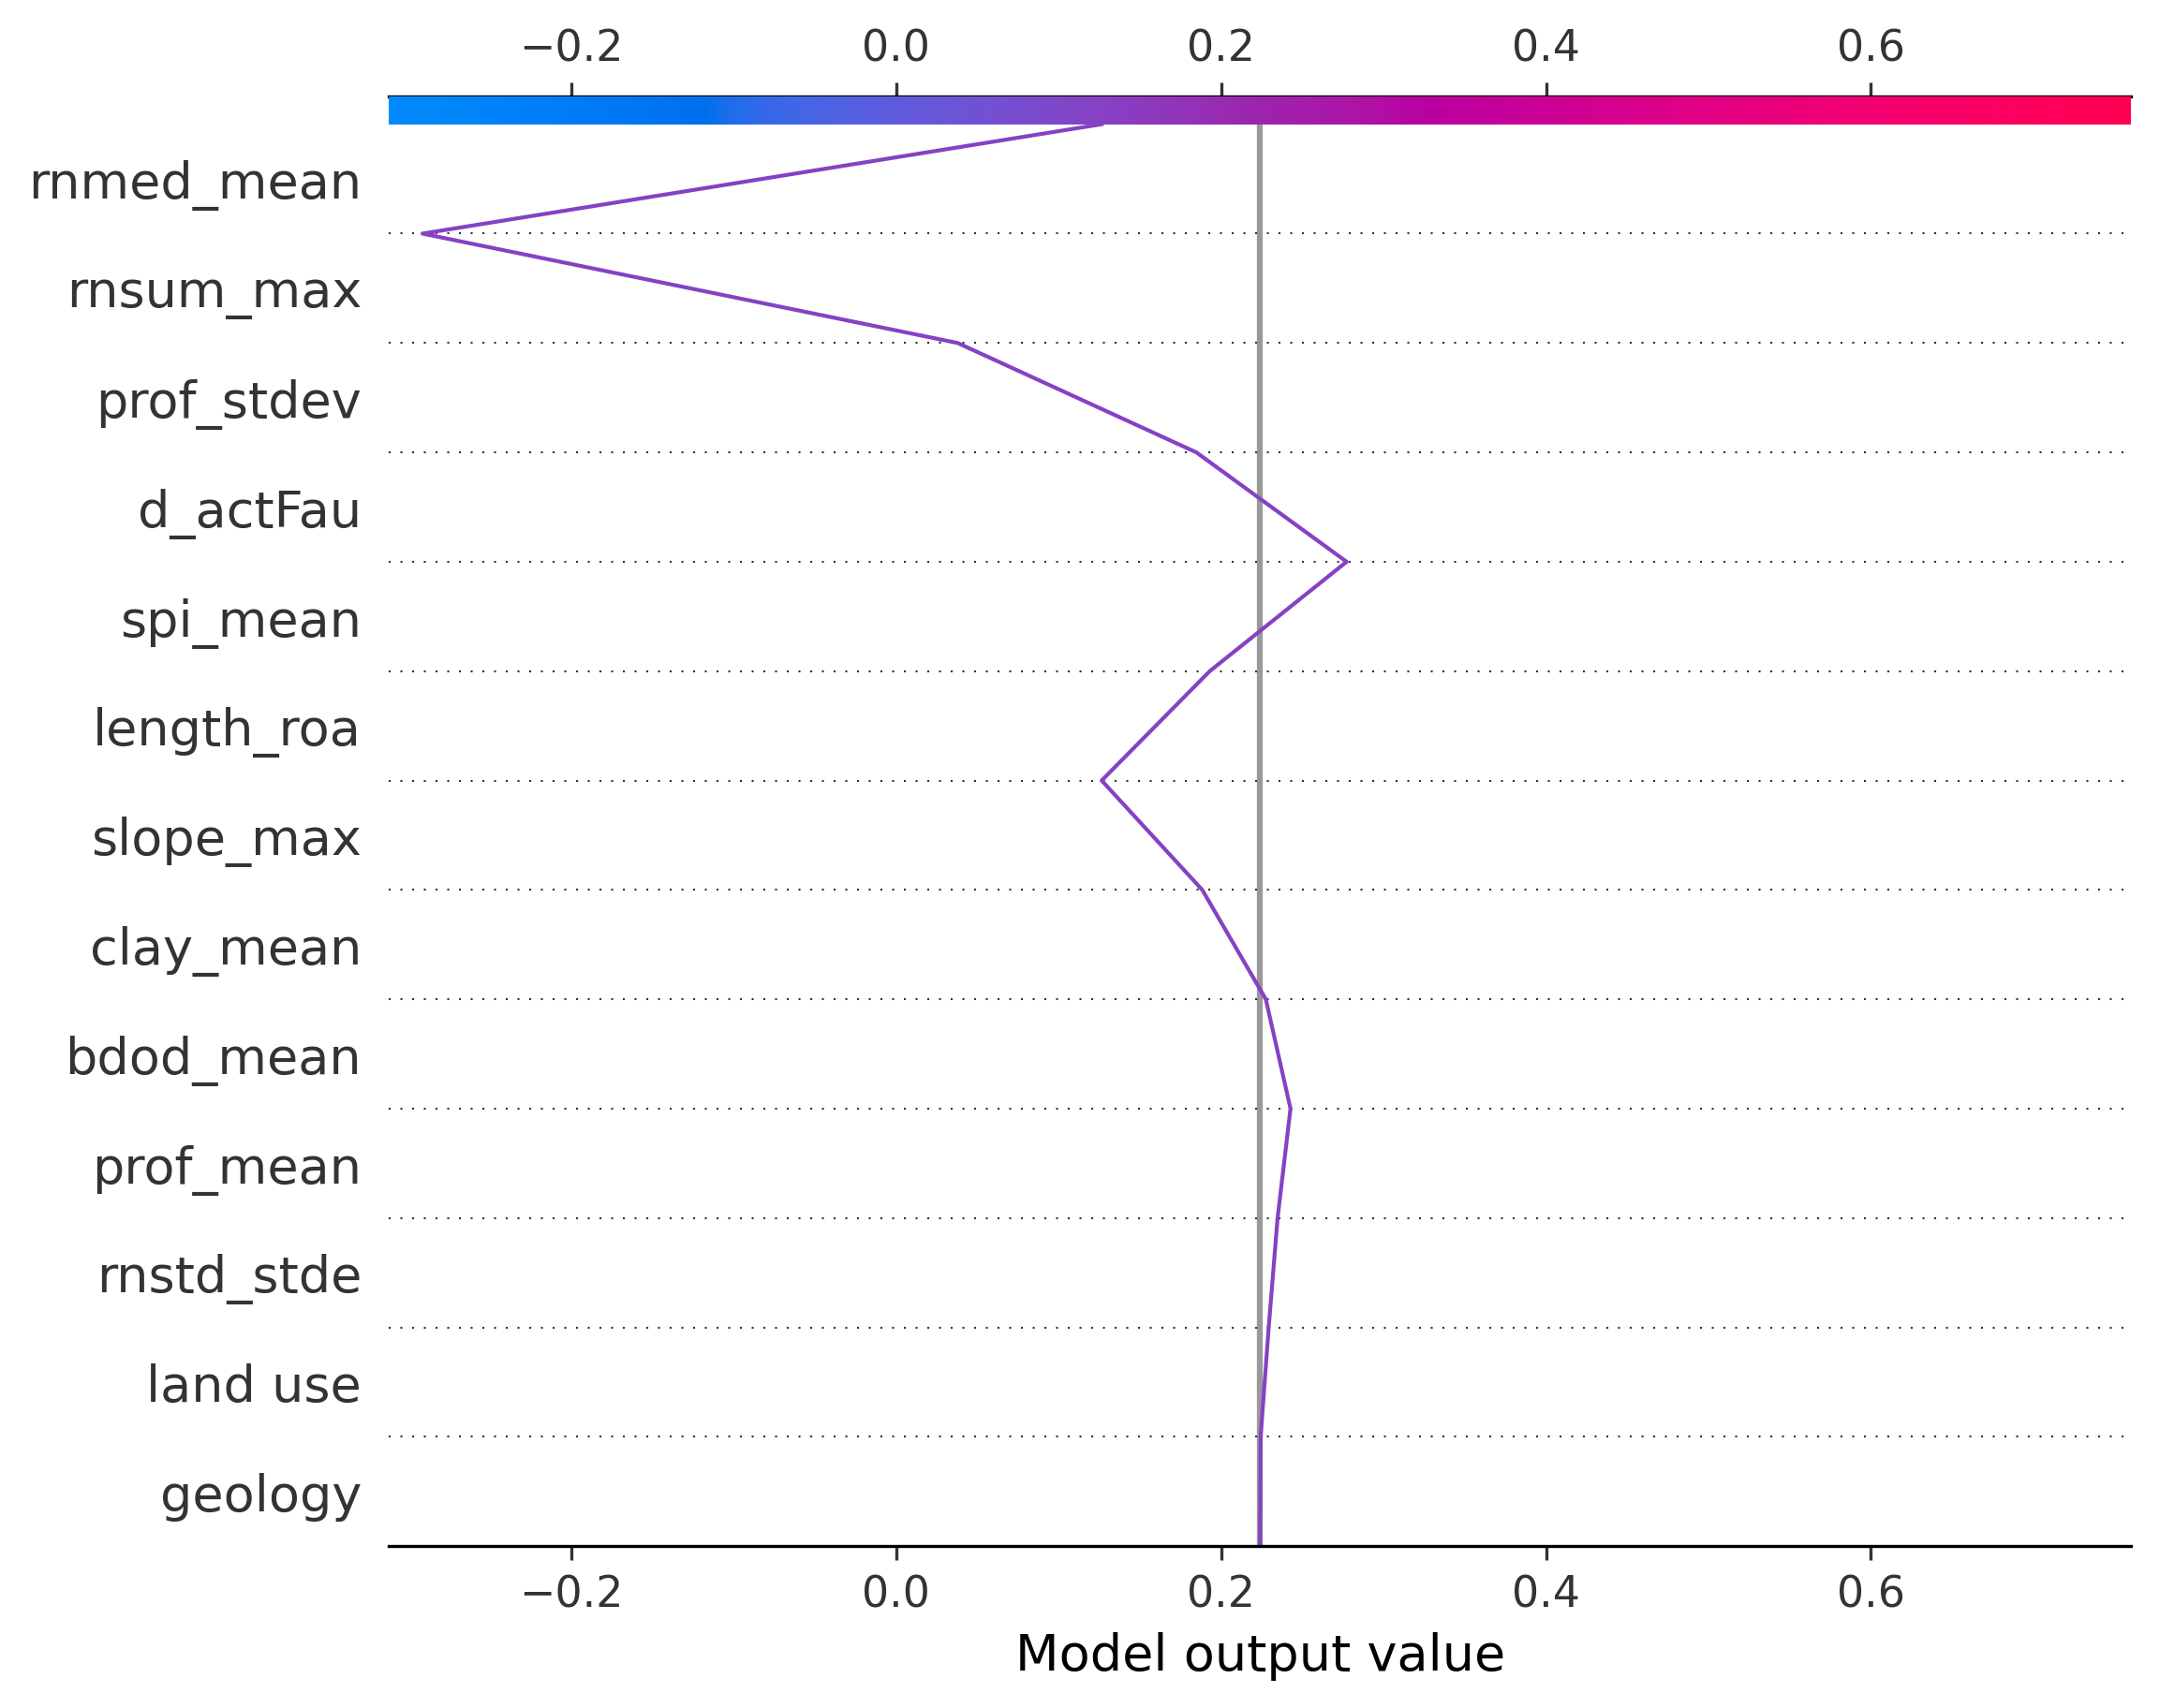 −0.2 0.0 0.2 0.4 0.6
rnmed_mean
rnsum_max
prof_stdev
d_actFau
spi_mean
length_roa
slope_max
clay_mean
bdod_mean
prof_mean
rnstd_stde
land use
geology
−0.2 0.0 0.2 0.4 0.6
Model output value